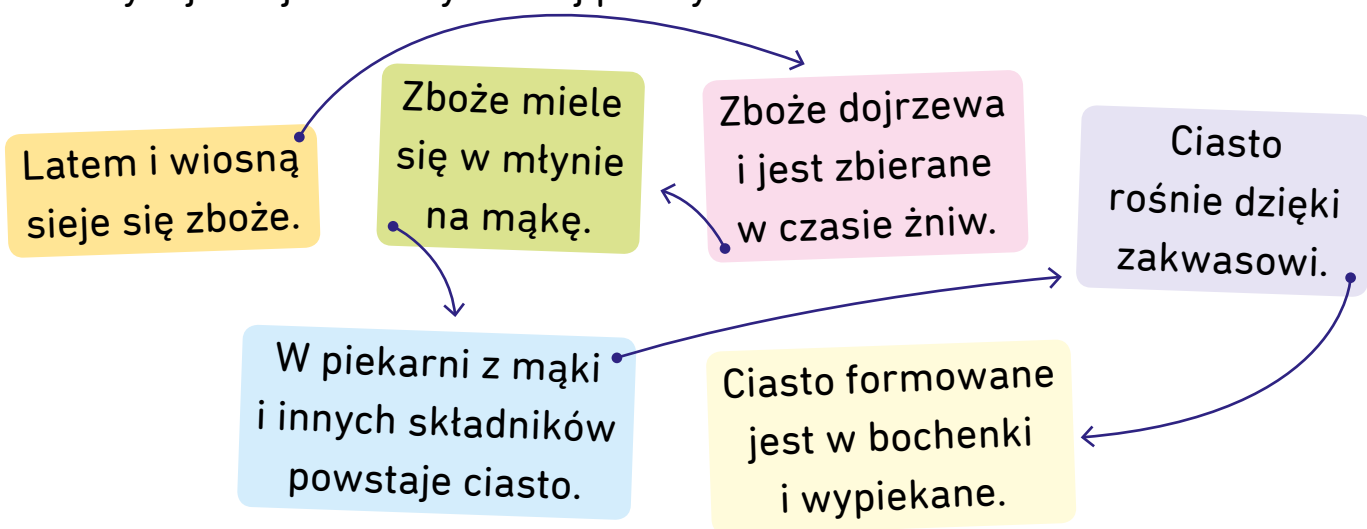 Latem i wiosną
sieje się zboże.
Zboże miele
się w młynie
na mąkę.
Zboże dojrzewa
i jest zbierane
w czasie żniw.
Ciasto
rośnie dzięki
zakwasowi.
W piekarni z mąki
i innych składników
powstaje ciasto.
Ciasto formowane
jest w bochenki
i wypiekane.